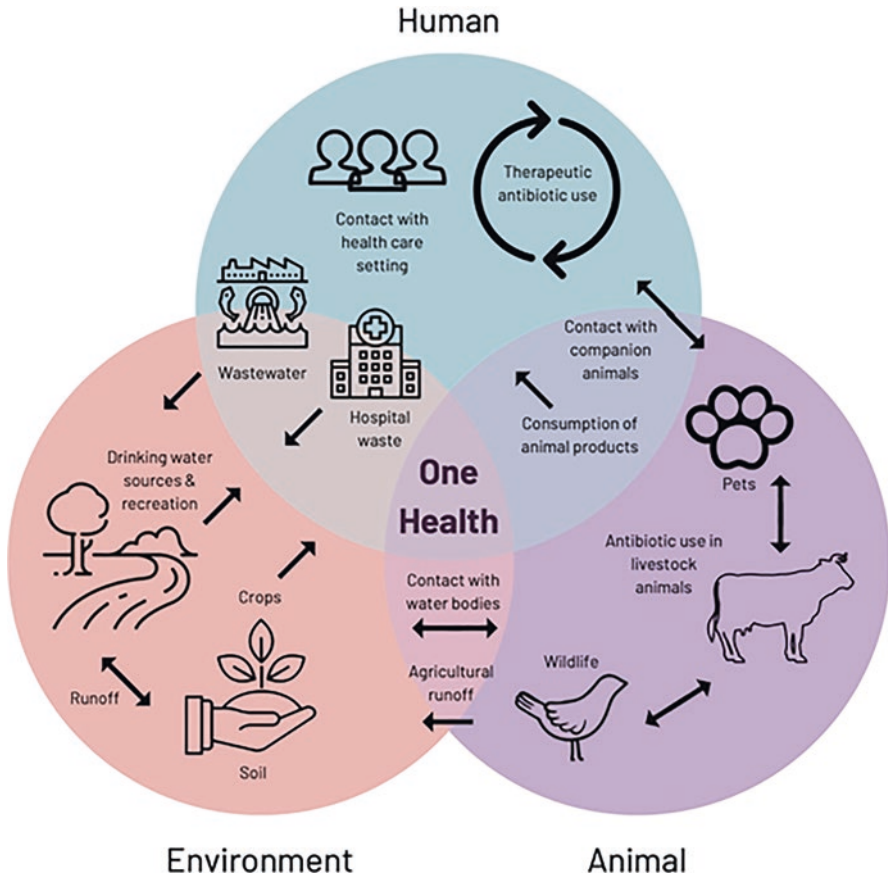 Human
Therapeutic
antibiotic use
Contact with
health care
setting
Contact with
companion
animals
Wastewater
Hospital
waste
Consumption of
animal products
Drinking water
sources &
recreation
One
Health
Pets
Antibiotic use in
livestock
animals
Contact with
water bodies
Crops
Agricultural
runoff
Wildlife
Runoff
Soil
Environment
Animal